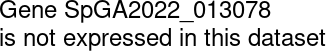 Gene SpGA2022_013078
is not expressed in this dataset